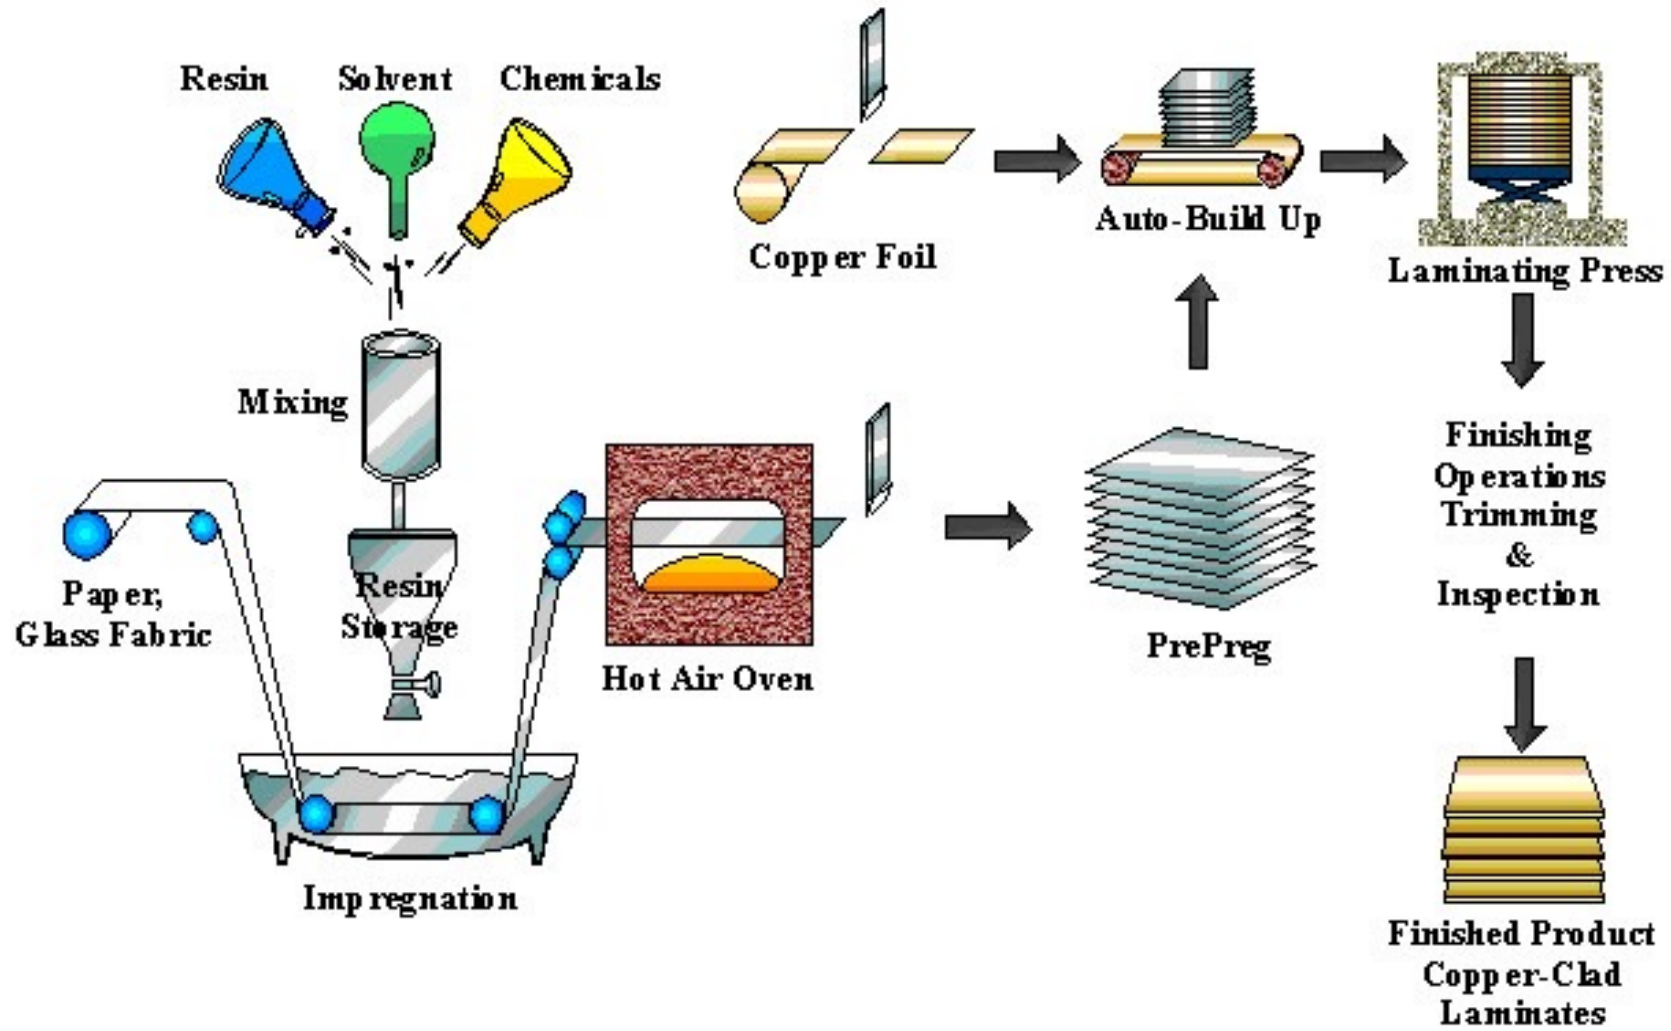 Resin
Solvent
Chemicals
Copper Foil
Auto-Build Up
Laminating Press
Mixing
Paper,
Glass Fabric
Resin
Storage
Hot Air Oven
Impregnation
PrePreg
Finishing
Operations
Trimming
&
Inspection
Finished Product
Copper-Clad
Laminates